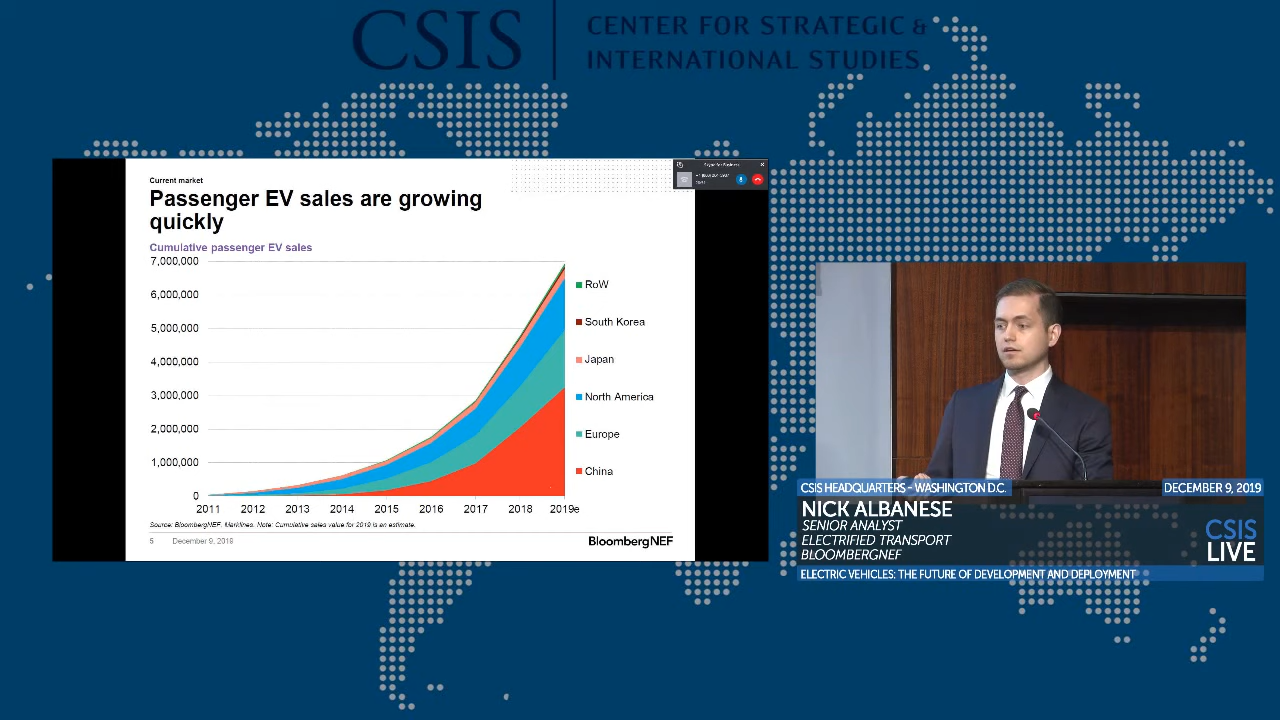 CSIS
CENTER FOR STRATEGIC &
INTERNATIONAL STUDIES
Skype for Business
Current market
Passenger EV sales are growing
quickly
Cumulative passenger EV sales
7,000,000
6,000,000
5,000,000
4,000,000
3,000,000
2,000,000
1,000,000
0
2011 2012 2013 2014 2015 2016 2017 2018 2019e
RoW
South Korea
Japan
North America
Europe
China
Source: BloombergNEF, Marklines. Note: Cumulative sales value for 2019 is an estimate.
5 December 9, 2019
BloombergNEF
CSIS HEADQUARTERS - WASHINGTON D.C.
DECEMBER 9, 2019
NICK ALBANESE
SENIOR ANALYST
ELECTRIFIED TRANSPORT
BLOOMBERGNEF
CSIS
LIVE
ELECTRIC VEHICLES: THE FUTURE OF DEVELOPMENT AND DEPLOYMENT